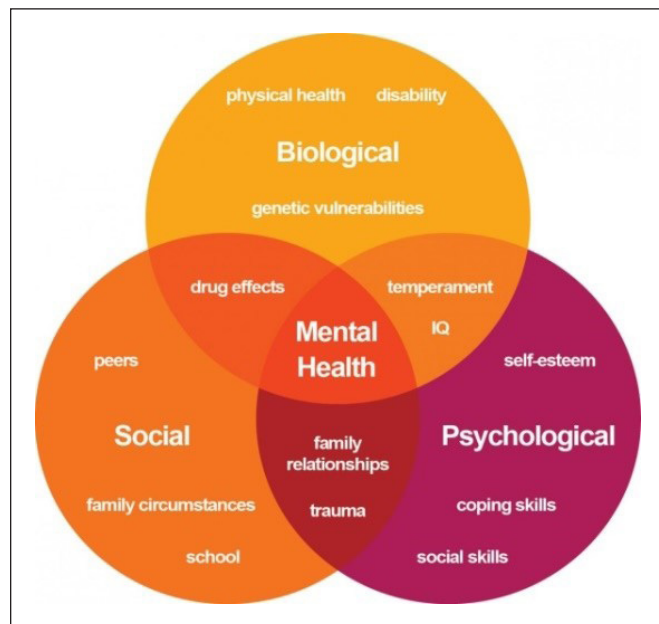 physical health disability
Biological
genetic vulnerabilities
drug effects temperament
Mental
Health
IQ
peers
self-esteem
Social
Psychological
family
relationships
family circumstances
trauma
coping skills
school
social skills